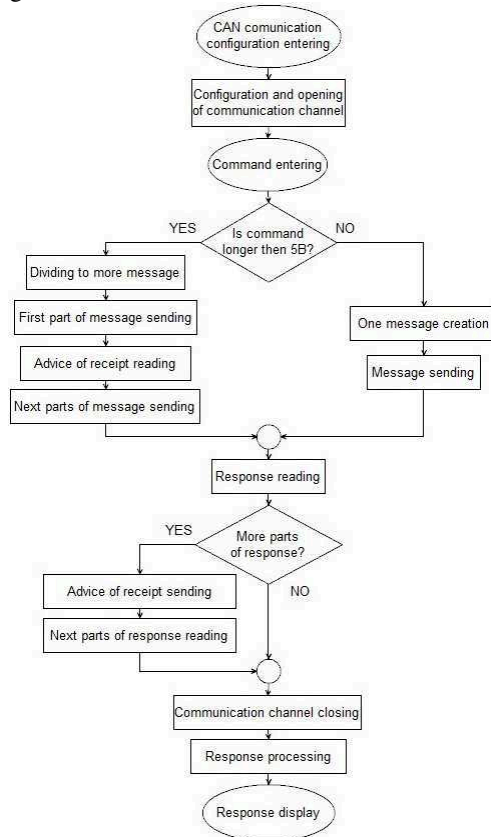 CAN comunication
configuration entering
Configuration and opening
of communication channel
Command entering
YES
Is command
longer then 5B?
NO
Dividing to more message
First part of message sending
Advice of receipt reading
Next parts of message sending
One message creation
Message sending
Response reading
YES
More parts
of response?
NO
Advice of receipt sending
Next parts of response reading
Communication channel closing
Response processing
Response display